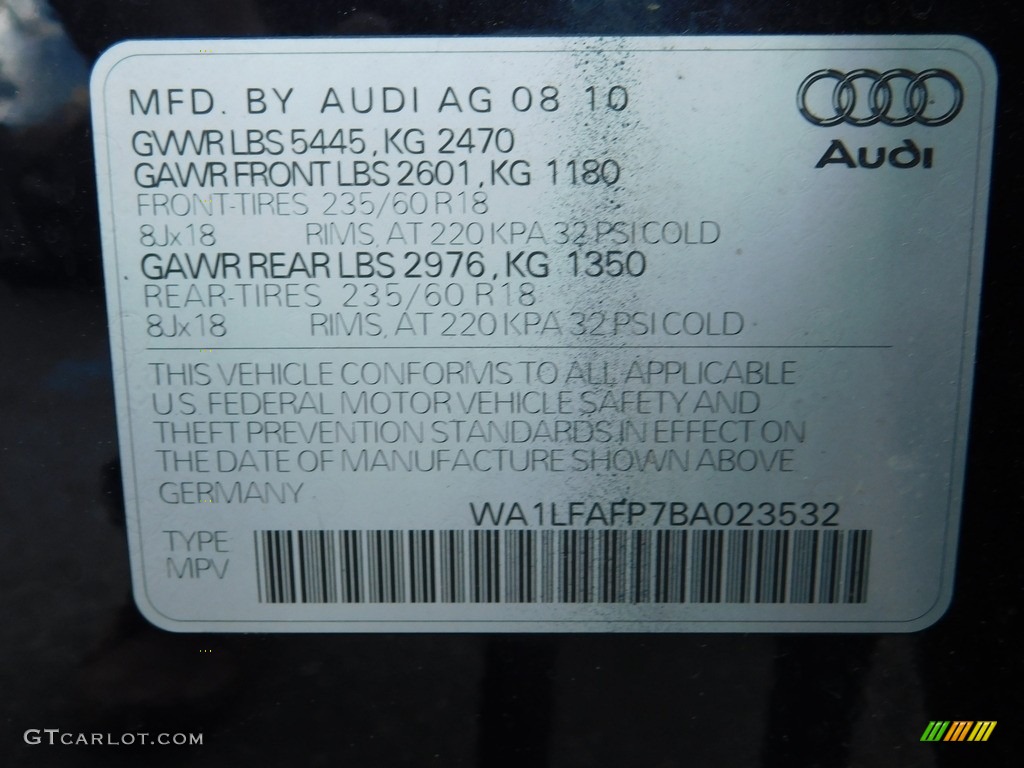 MFD. BY AUDI AG 08 10
Audi
GVWR LBS 5445, KG 2470
GAWR FRONT LBS 2601, KG 1180
FRONT-TIRES 235/60 R18
8Jx18 RIMS, AT 220 KPA 32 PSI COLD
GAWR REAR LBS 2976, KG 1350
REAR-TIRES 235/60 R18
8Jx18 RIMS, AT 220 KPA 32 PSI COLD
THIS VEHICLE CONFORMS TO ALL APPLICABLE
U.S. FEDERAL MOTOR VEHICLE SAFETY AND
THEFT PREVENTION STANDARDS IN EFFECT ON
THE DATE OF MANUFACTURE SHOWN ABOVE
GERMANY
WA1LFAFP7BA023532
TYPE
MPV
GTCARLOT.COM